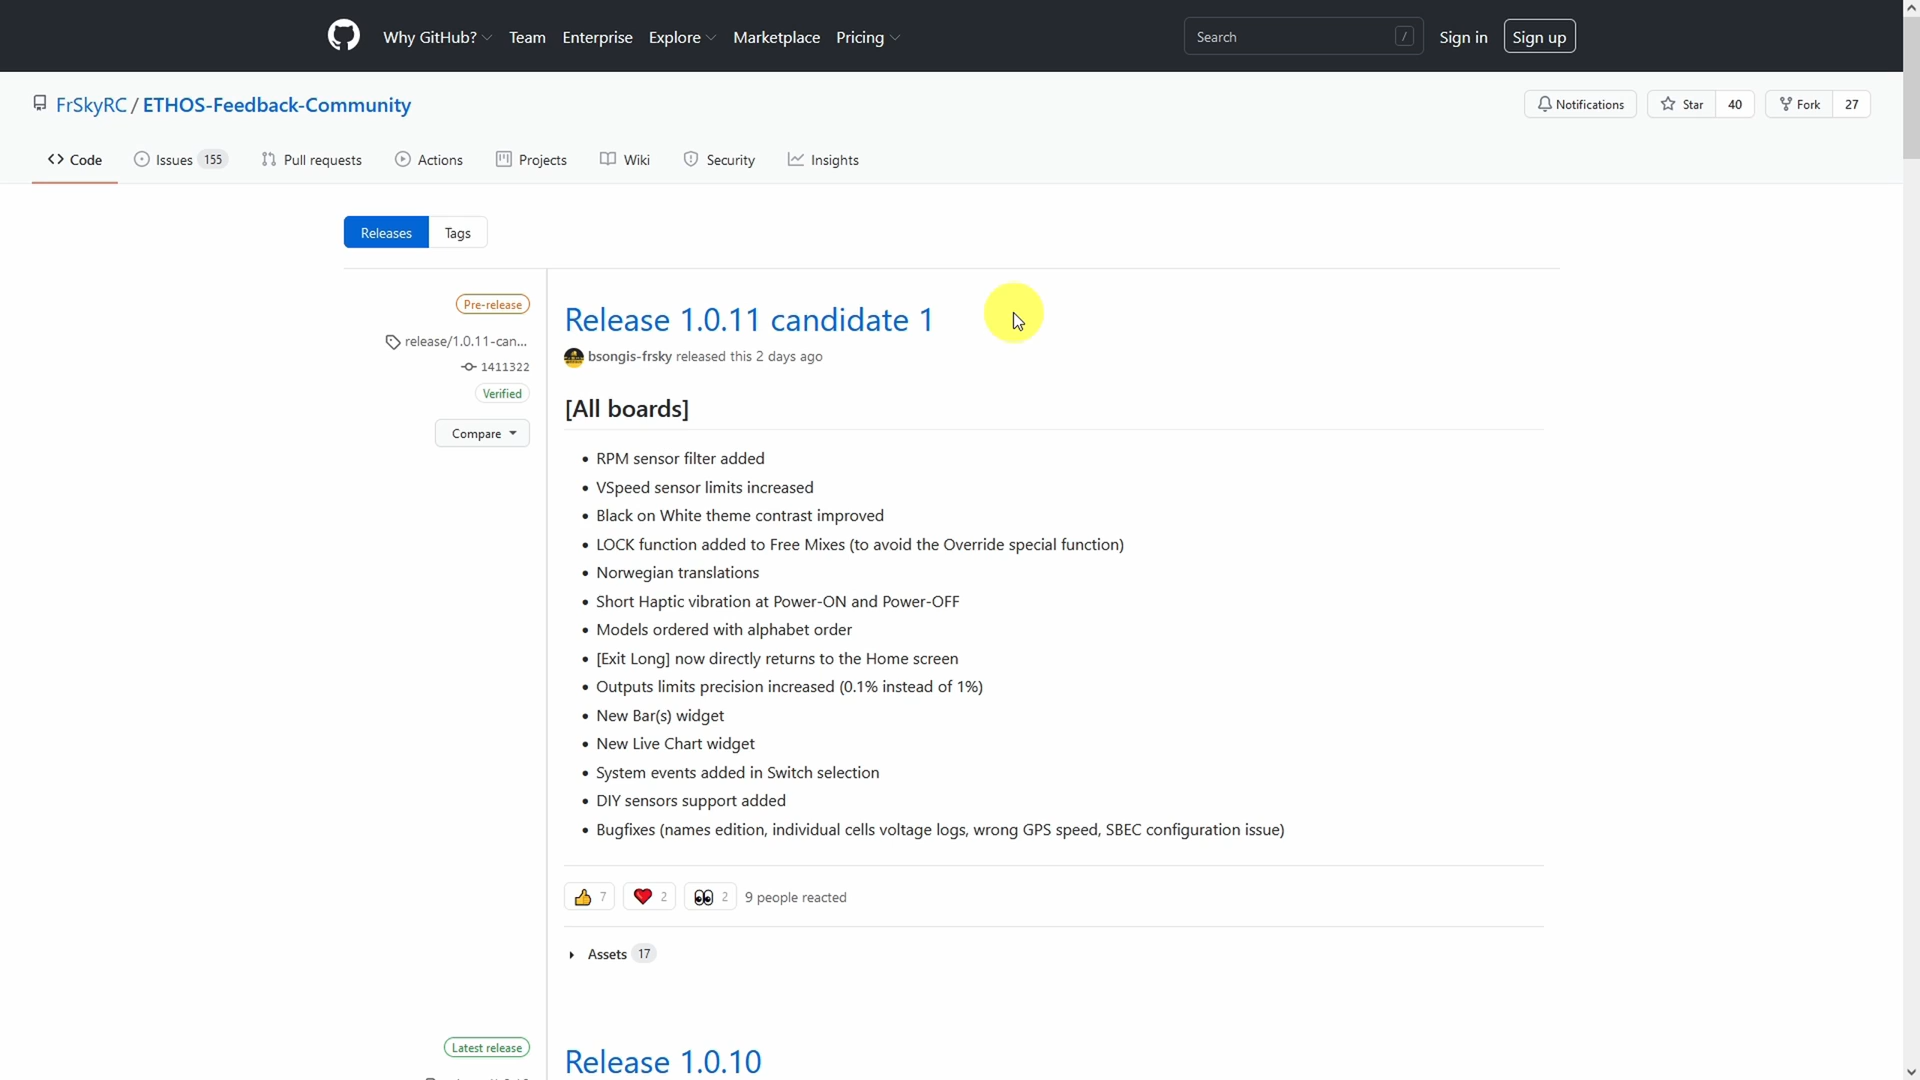 Why GitHub? Team Enterprise Explore Marketplace Pricing Search / Sign in Sign up
FrSkyRC / ETHOS-Feedback-Community Notifications Star 40 Fork 27
Code Issues 155 Pull requests Actions Projects Wiki Security Insights
Releases Tags
Pre-release
release/1.0.11-can...
1411322
Verified
Compare
Release 1.0.11 candidate 1
bsongis-frsky released this 2 days ago
[All boards]
• RPM sensor filter added
• VSpeed sensor limits increased
• Black on White theme contrast improved
• LOCK function added to Free Mixes (to avoid the Override special function)
• Norwegian translations
• Short Haptic vibration at Power-ON and Power-OFF
• Models ordered with alphabet order
• [Exit Long] now directly returns to the Home screen
• Outputs limits precision increased (0.1% instead of 1%)
• New Bar(s) widget
• New Live Chart widget
• System events added in Switch selection
• DIY sensors support added
• Bugfixes (names edition, individual cells voltage logs, wrong GPS speed, SBEC configuration issue)
👍 7 ❤️ 2 👀 2 9 people reacted
Assets 17
Latest release
Release 1.0.10